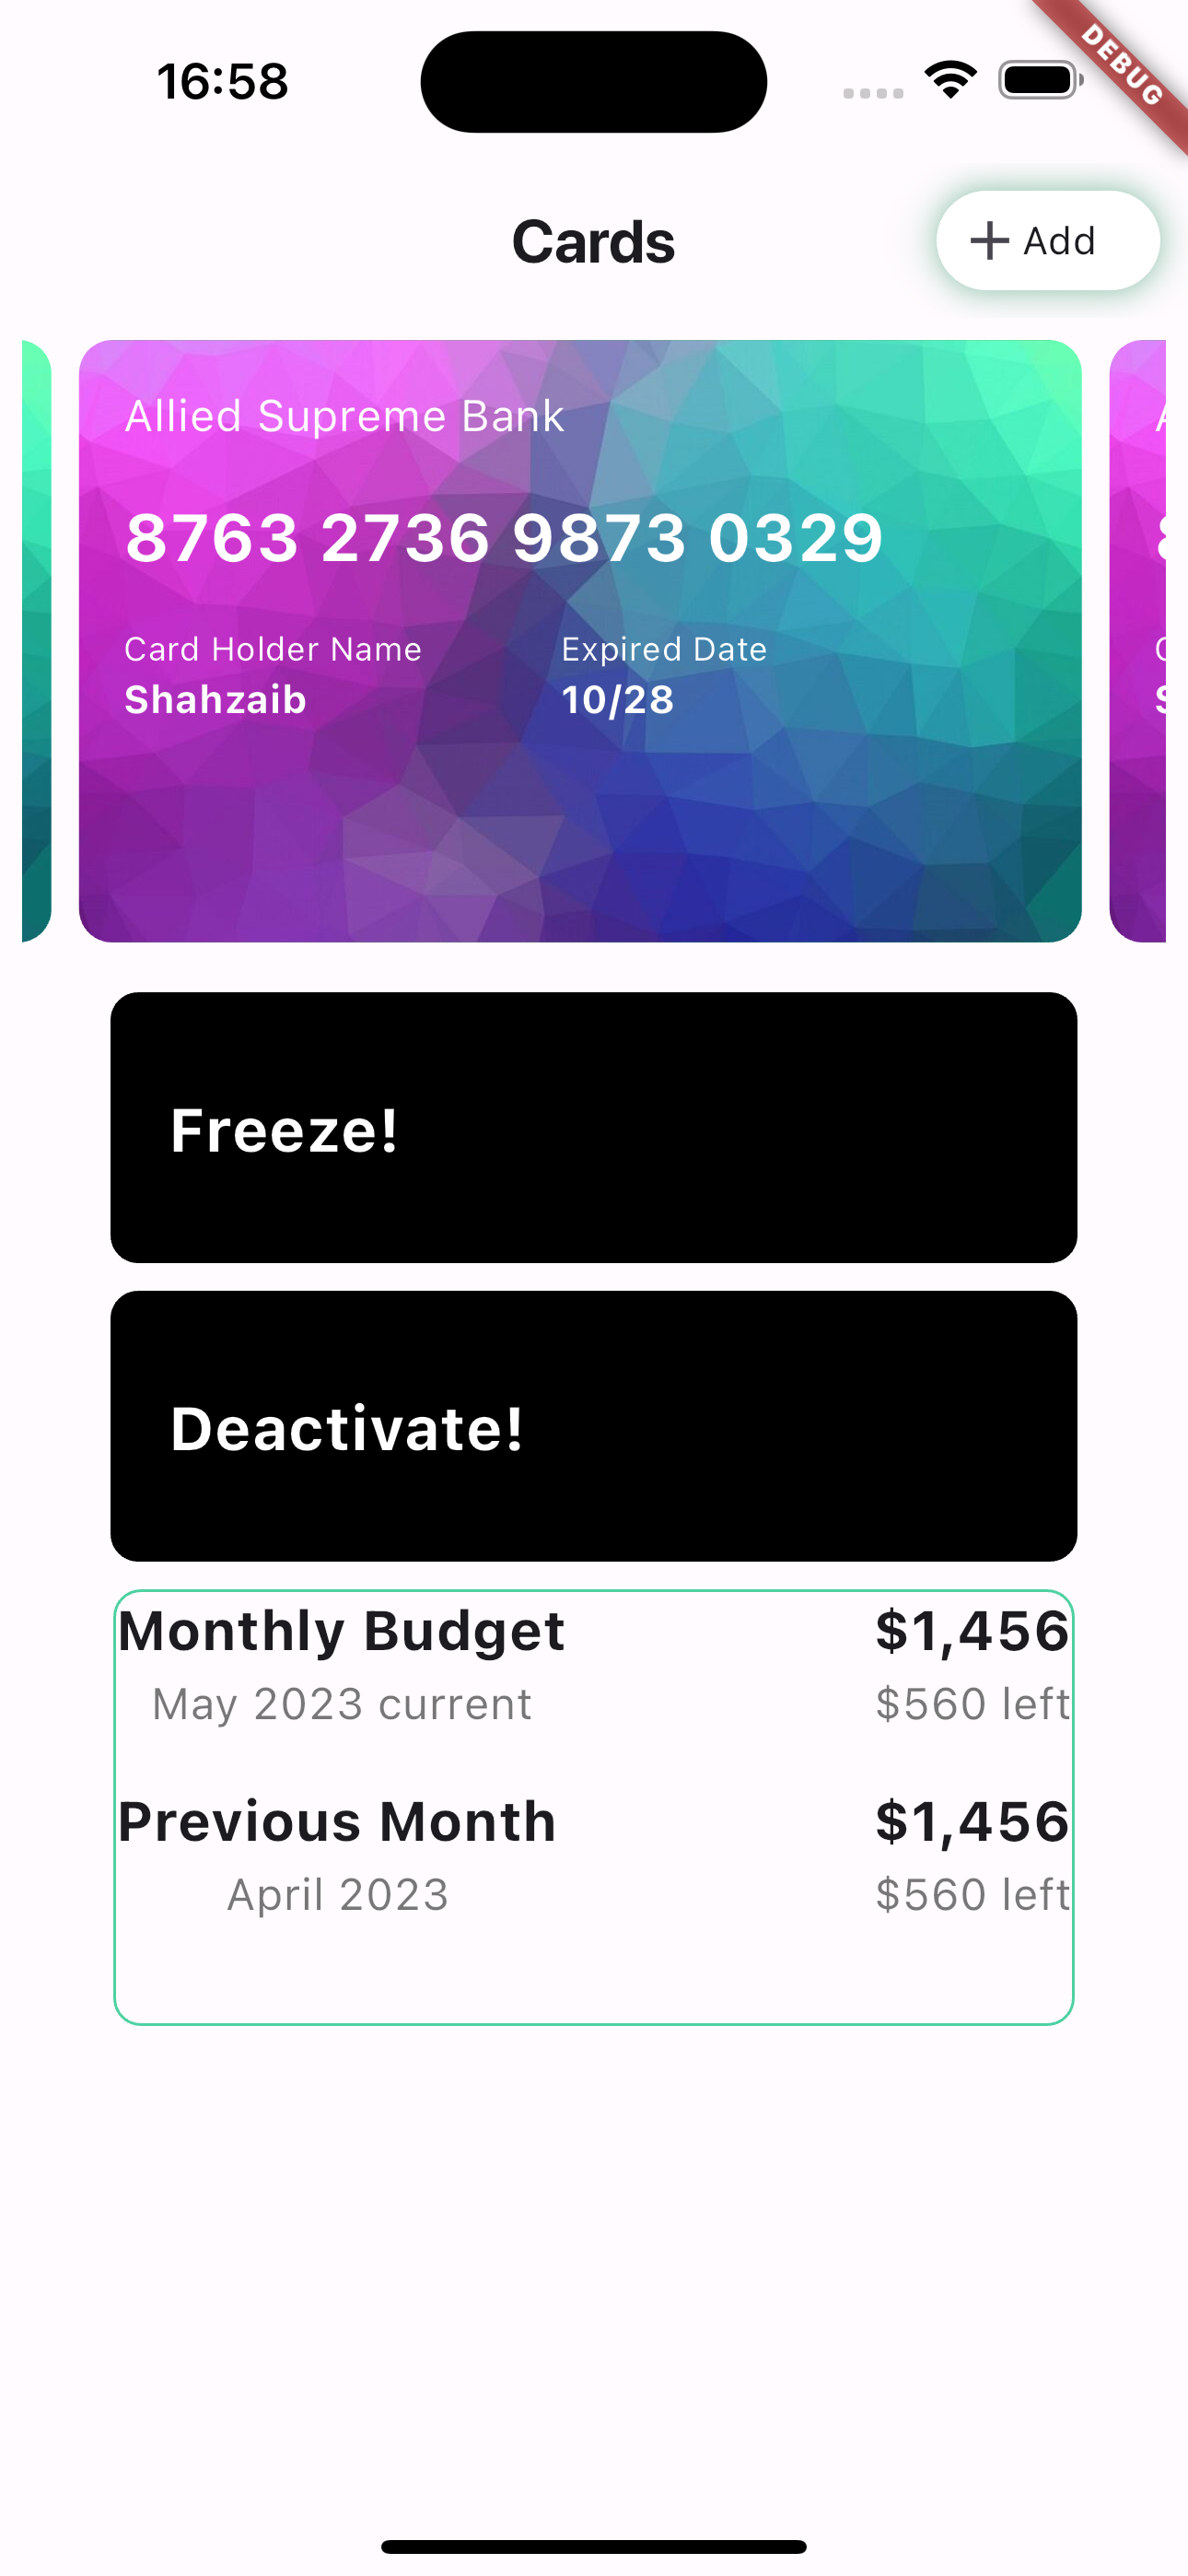 16:58
DEBUG
Cards
Add
Allied Supreme Bank
8763 2736 9873 0329
Card Holder Name Expired Date
Shahzaib 10/28
Freeze!
Deactivate!
Monthly Budget $1,456
May 2023 current $560 left
Previous Month $1,456
April 2023 $560 left